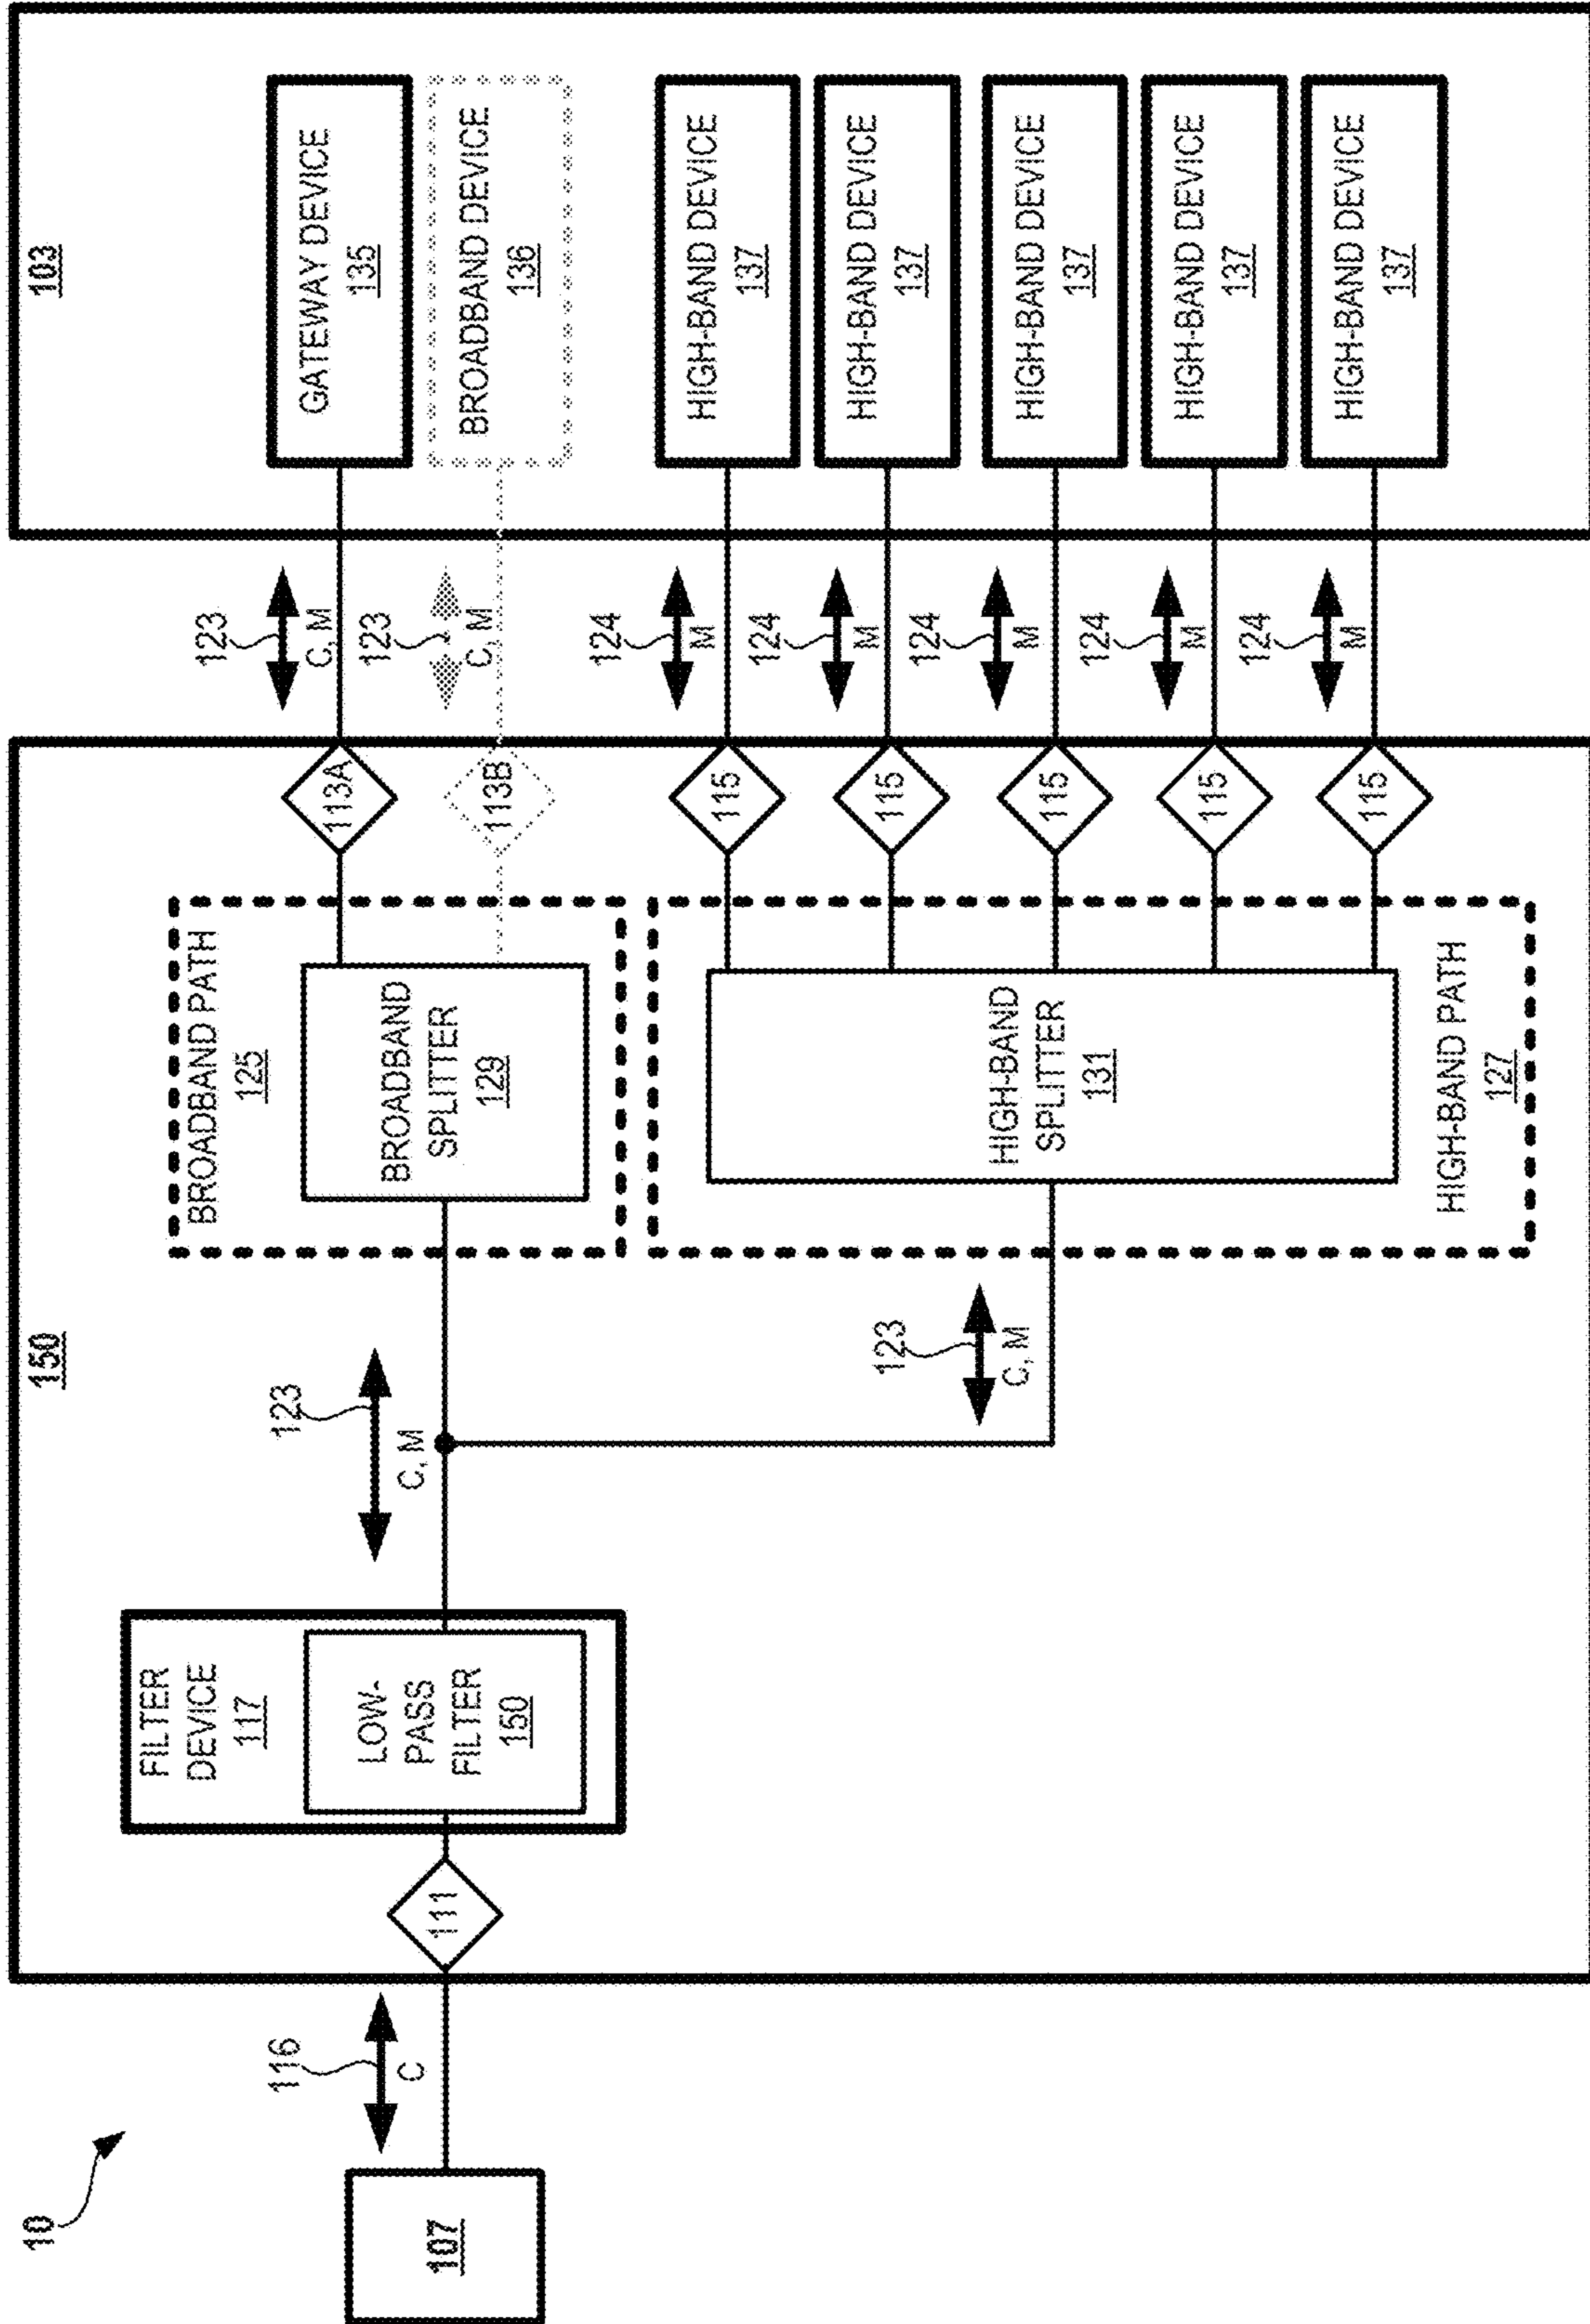 10
107
116
C
150
111
FILTER
DEVICE
117
LOW-
PASS
FILTER
150
123
C, M
123
C, M
BROADBAND PATH
125
BROADBAND
SPLITTER
129
HIGH-BAND
SPLITTER
131
HIGH-BAND PATH
127
113A
113B
115
115
115
115
115
123
C, M
123
C, M
124
M
124
M
124
M
124
M
124
M
103
GATEWAY DEVICE
135
BROADBAND DEVICE
136
HIGH-BAND DEVICE
137
HIGH-BAND DEVICE
137
HIGH-BAND DEVICE
137
HIGH-BAND DEVICE
137
HIGH-BAND DEVICE
137